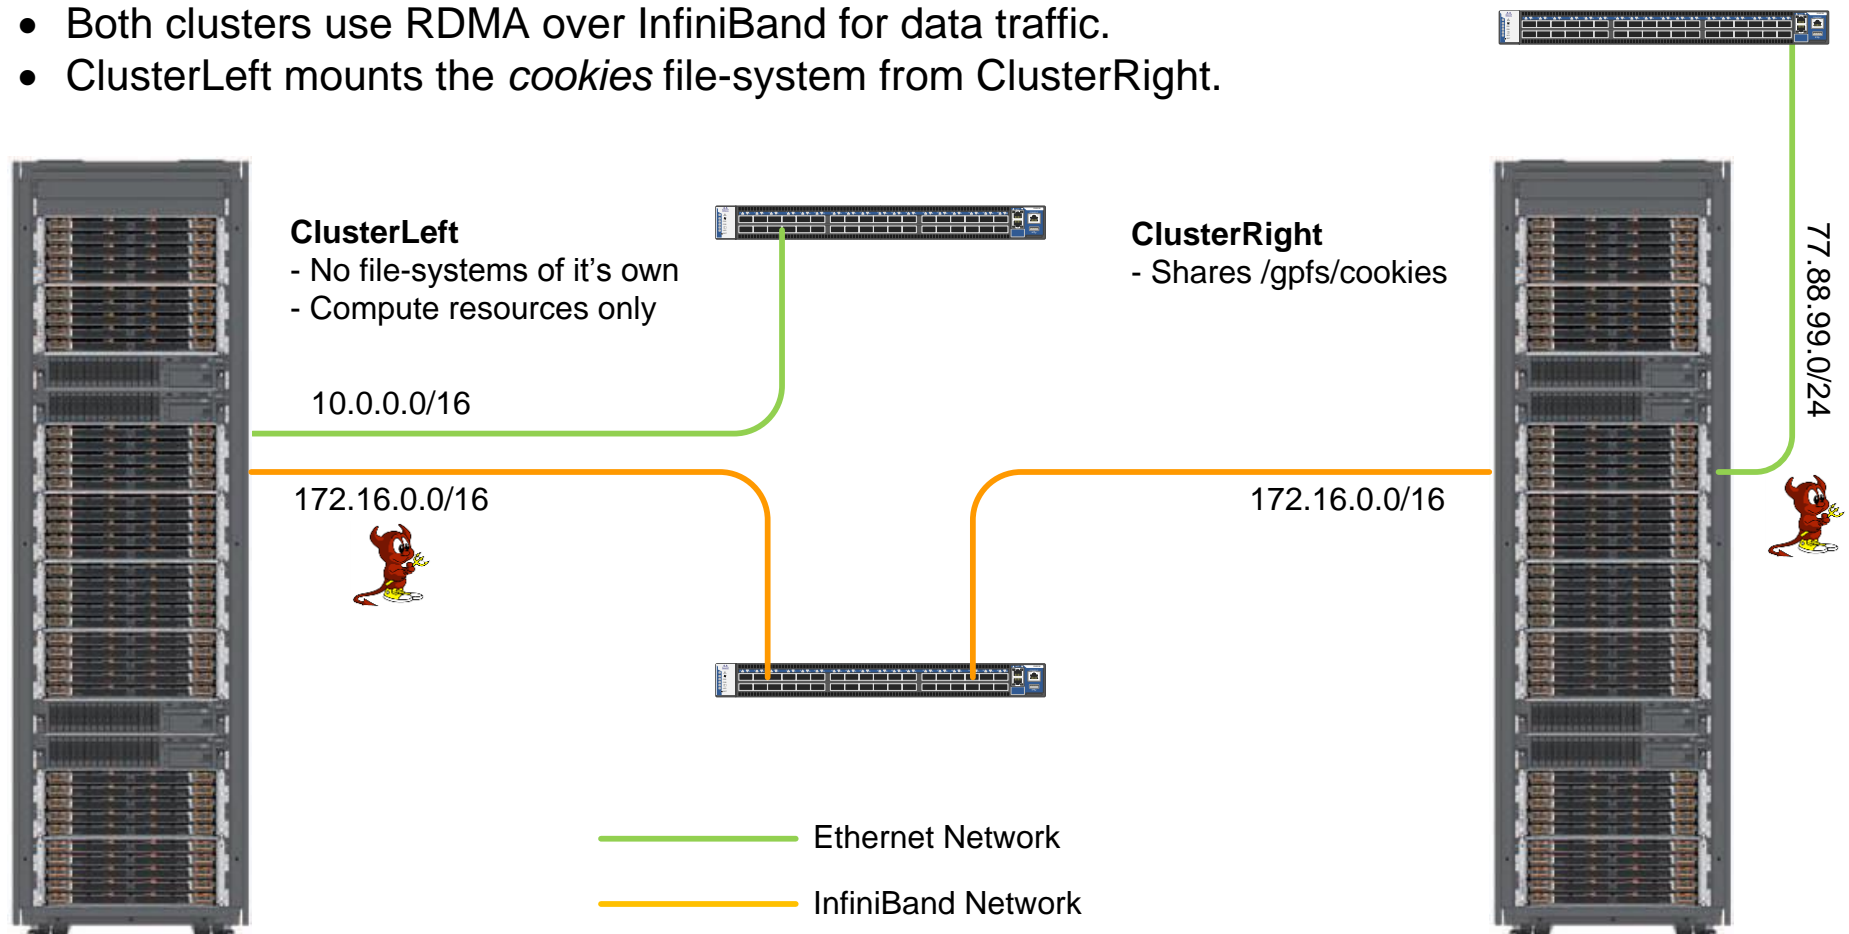 • Both clusters use RDMA over InfiniBand for data traffic.
• ClusterLeft mounts the cookies file-system from ClusterRight.
ClusterLeft
- No file-systems of it's own
- Compute resources only
ClusterRight
- Shares /gpfs/cookies
77.88.99.0/24
10.0.0.0/16
172.16.0.0/16
172.16.0.0/16
Ethernet Network
InfiniBand Network